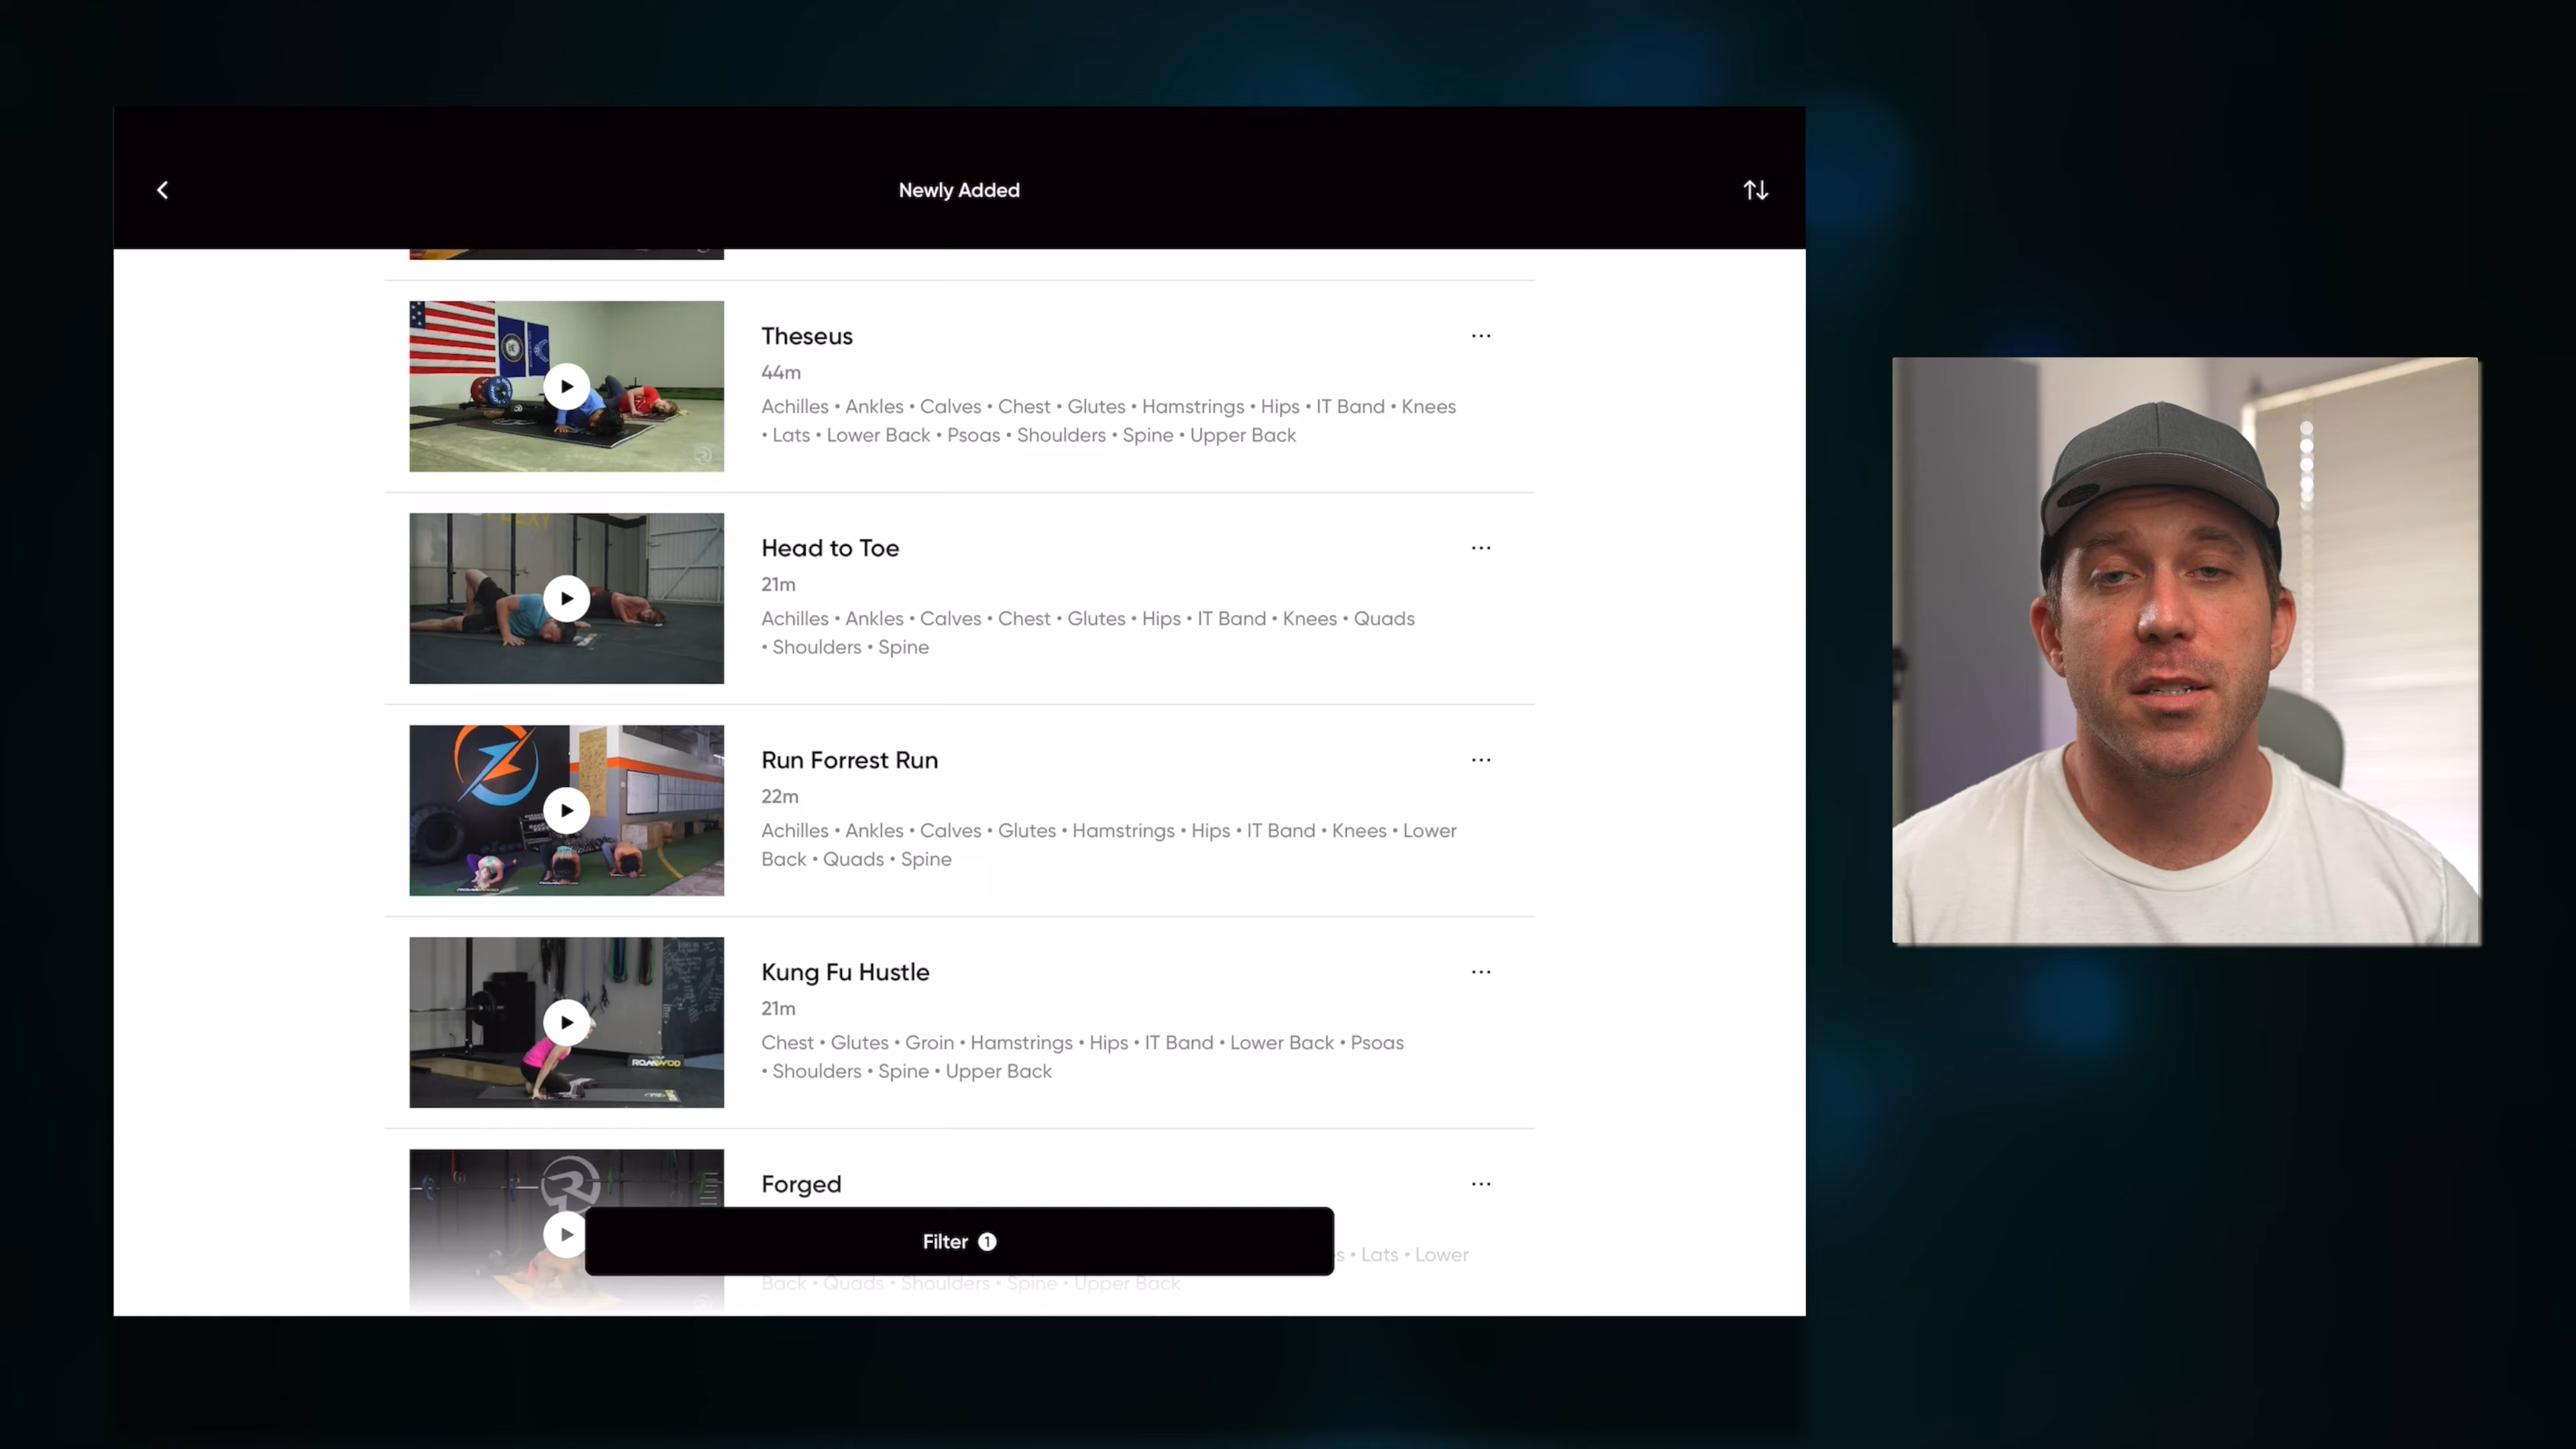 Newly Added
Theseus
44m
Achilles • Ankles • Calves • Chest • Glutes • Hamstrings • Hips • IT Band • Knees
• Lats • Lower Back • Psoas • Shoulders • Spine • Upper Back
Head to Toe
21m
Achilles • Ankles • Calves • Chest • Glutes • Hips • IT Band • Knees • Quads
• Shoulders • Spine
Run Forrest Run
22m
Achilles • Ankles • Calves • Glutes • Hamstrings • Hips • IT Band • Knees • Lower
Back • Quads • Spine
ROMWOD
Kung Fu Hustle
21m
Chest • Glutes • Groin • Hamstrings • Hips • IT Band • Lower Back • Psoas
• Shoulders • Spine • Upper Back
Forged
Filter 1
• Lats • Lower
Back • Quads • Shoulders • Spine • Upper Back